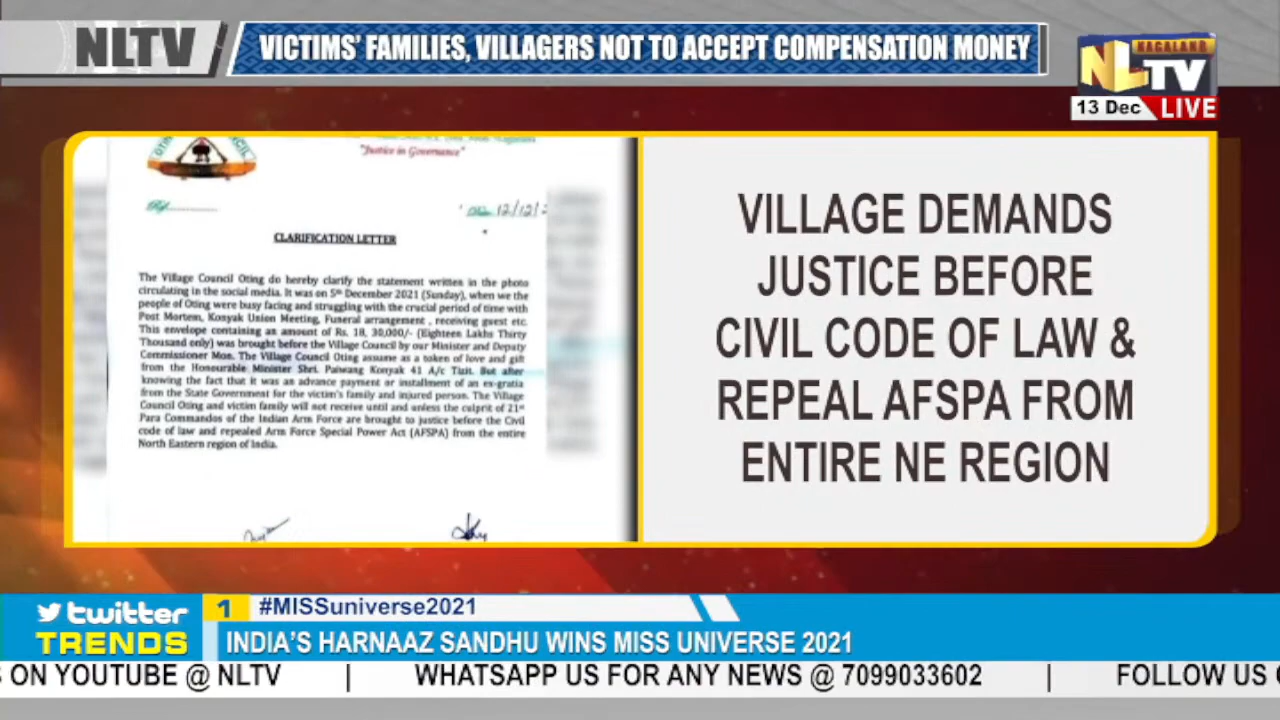 NLTV
VICTIMS' FAMILIES, VILLAGERS NOT TO ACCEPT COMPENSATION MONEY
NAGALAND
NLTV
13 Dec LIVE
"Justice in Governance"
12/12/2
CLARIFICATION LETTER
The Village Council Oting do hereby clarify the statement written in the photo
circulating in the social media. It was on 5th December 2021 (Sunday), when we the
people of Oting were busy facing and struggling with the crucial period of time with
Post Mortem, Konyak Union Meeting, Funeral arrangement , receiving guest etc.
This envelope containing an amount of Rs. 18, 30,000/- (Eighteen Lakhs Thirty
Thousand only) was brought before the Village Council by our Minister and Deputy
Commissioner Mon. The Village Council Oting assume as a token of love and gift
from the Honourable Minister Shri. Paiwang Konyak 41 A/c Tizit. But after
knowing the fact that it was an advance payment or installment of an ex-gratia
from the State Government for the victim's family and injured person. The Village
Council Oting and victim family will not receive until and unless the culprit of 21st
Para Commandos of the Indian Arm Force are brought to justice before the Civil
code of law and repealed Arm Force Special Power Act (AFSPA) from the entire
North Eastern region of India.
VILLAGE DEMANDS
JUSTICE BEFORE
CIVIL CODE OF LAW &
REPEAL AFSPA FROM
ENTIRE NE REGION
twitter
TRENDS
1 #MISSuniverse2021
INDIA'S HARNAAZ SANDHU WINS MISS UNIVERSE 2021
S ON YOUTUBE @ NLTV | WHATSAPP US FOR ANY NEWS @ 7099033602 | FOLLOW US